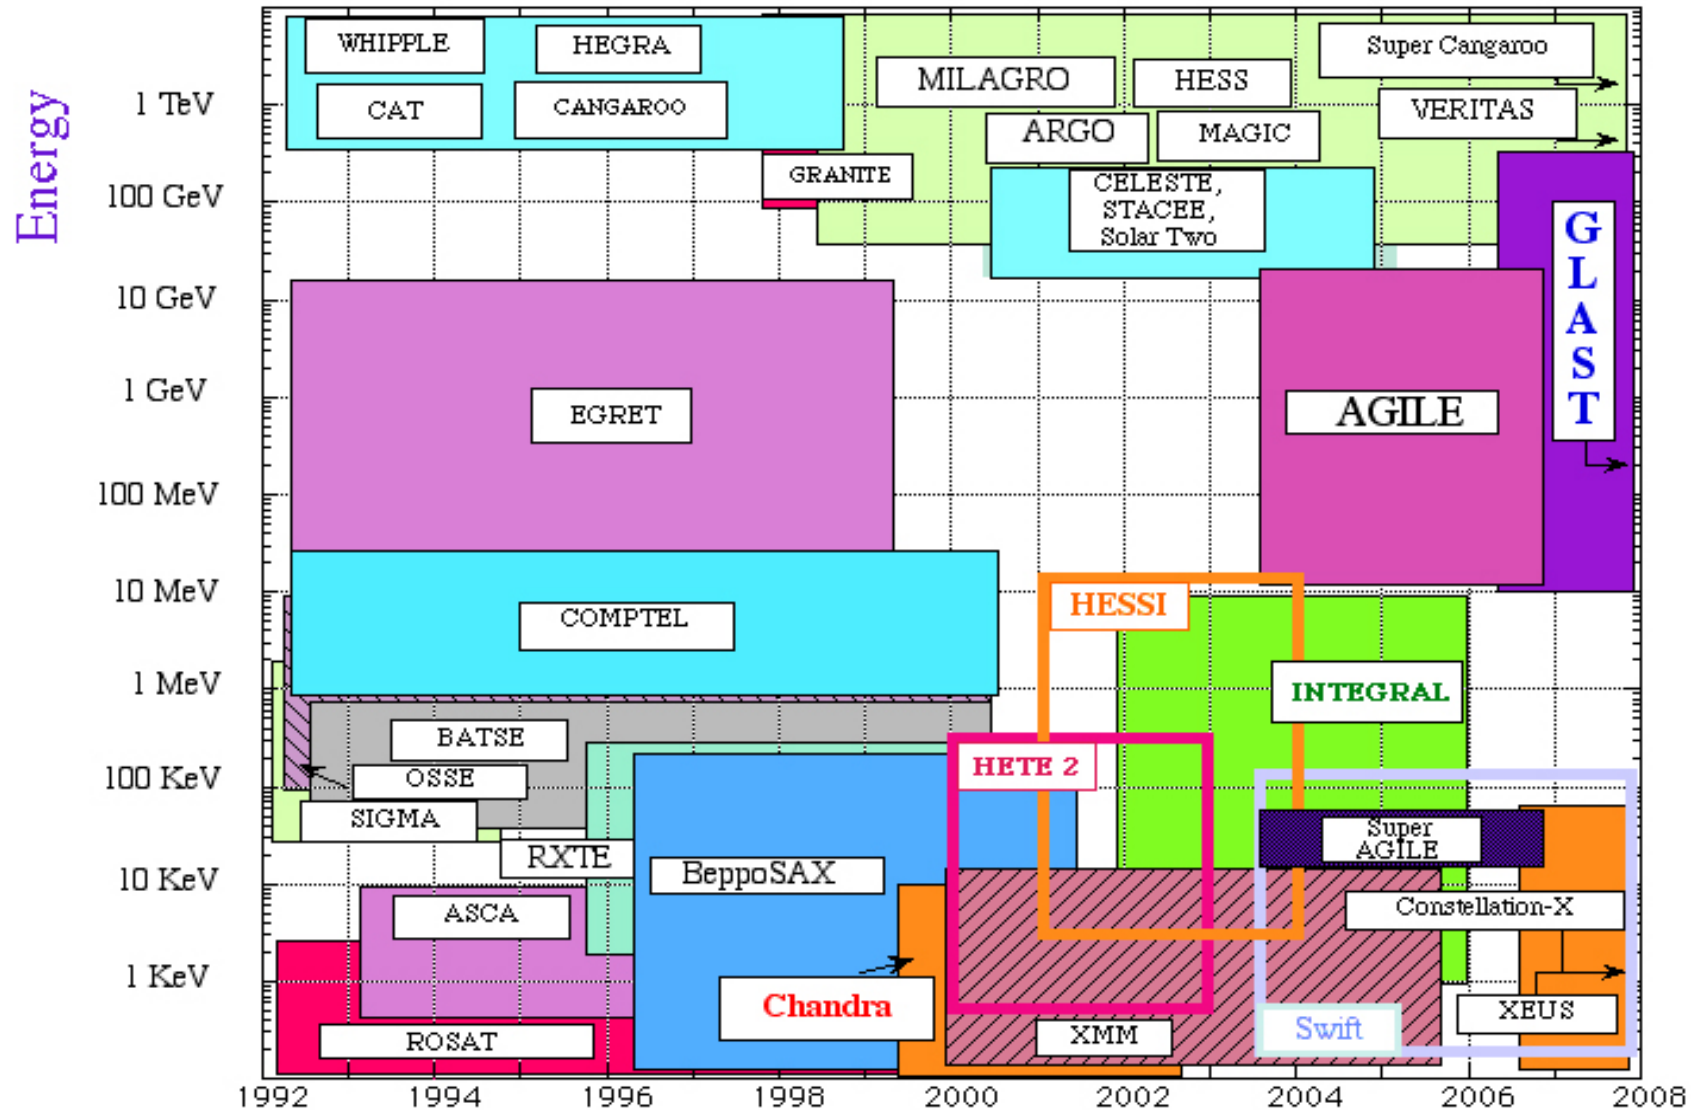 Energy
1 TeV
100 GeV
10 GeV
1 GeV
100 MeV
10 MeV
1 MeV
100 KeV
10 KeV
1 KeV
WHIPPLE
HEGRA
CAT
CANGAROO
GRANITE
MILAGRO
HESS
Super Cangaroo
ARGO
MAGIC
VERITAS
CELESTE,
STACEE,
Solar Two
GLAST
EGRET
AGILE
COMPTEL
HESSI
INTEGRAL
BATSE
OSSE
SIGMA
HETE 2
RXTE
BeppoSAX
Super
AGILE
ASCA
Constellation-X
Chandra
XEUS
ROSAT
XMM
Swift
1992 1994 1996 1998 2000 2002 2004 2006 2008